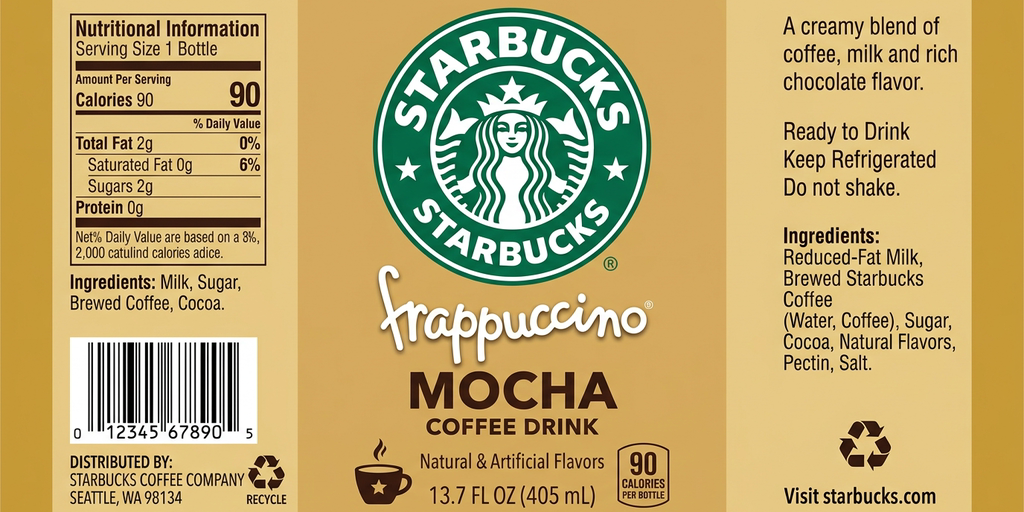 Nutritional Information
Serving Size 1 Bottle
Amount Per Serving
Calories 90 90
% Daily Value
Total Fat 2g 0%
Saturated Fat 0g 6%
Sugars 2g
Protein 0g
Net% Daily Value are based on a 3%,
2,000 catulind calories adice.
Ingredients: Milk, Sugar,
Brewed Coffee, Cocoa.
0 12345 67890 5
DISTRIBUTED BY:
STARBUCKS COFFEE COMPANY
SEATTLE, WA 98134
RECYCLE
STARBUCKS
STARBUCKS
®
frappuccino®
MOCHA
COFFEE DRINK
Natural & Artificial Flavors
13.7 FL OZ (405 mL)
90
CALORIES
PER BOTTLE
A creamy blend of
coffee, milk and rich
chocolate flavor.
Ready to Drink
Keep Refrigerated
Do not shake.
Ingredients:
Reduced-Fat Milk,
Brewed Starbucks
Coffee
(Water, Coffee), Sugar,
Cocoa, Natural Flavors,
Pectin, Salt.
Visit starbucks.com